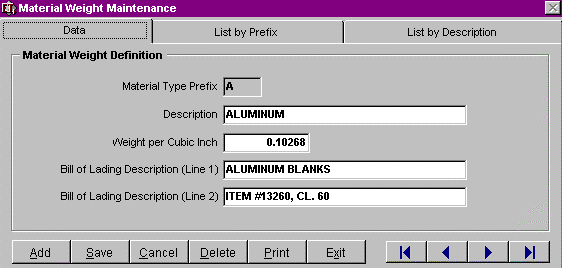 Material Weight Maintenance
Data List by Prefix List by Description
Material Weight Definition
Material Type Prefix A
Description ALUMINUM
Weight per Cubic Inch 0.10268
Bill of Lading Description (Line 1) ALUMINUM BLANKS
Bill of Lading Description (Line 2) ITEM #13260, CL. 60
Add Save Cancel Delete Print Exit